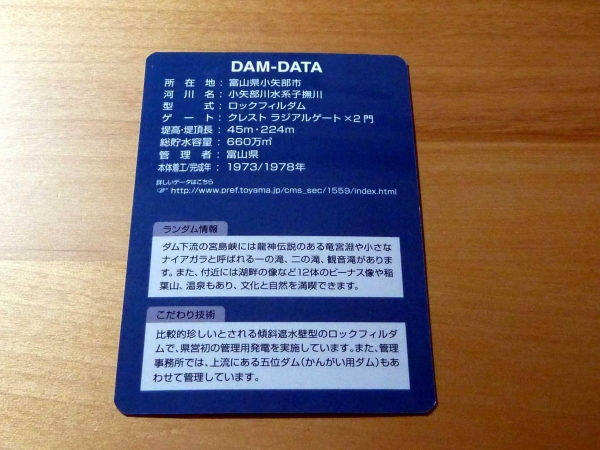 DAM-DATA
所在地：富山県小矢部市
河川名：小矢部川水系子撫川
型式：ロックフィルダム
ゲート：クレスト ラジアルゲート×2門
堤高・堤頂長：45m・224m
総貯水容量：660万㎥
管理者：富山県
本体着工/完成年：1973/1978年
詳しいデータはこちら
☞ http://www.pref.toyama.jp/cms_sec/1559/index.html
ランダム情報
ダム下流の宮島峡には龍神伝説のある竜宮淵や小さな
ナイアガラと呼ばれる一の滝、二の滝、観音滝がありま
す。また、付近には湖畔の像など12体のビーナス像や稲
葉山、温泉もあり、文化と自然を満喫できます。
こだわり技術
比較的珍しいとされる傾斜遮水壁型のロックフィルダ
ムで、県営初の管理用発電を実施しています。また、管理
事務所では、上流にある五位ダム(かんがい用ダム)もあ
わせて管理しています。